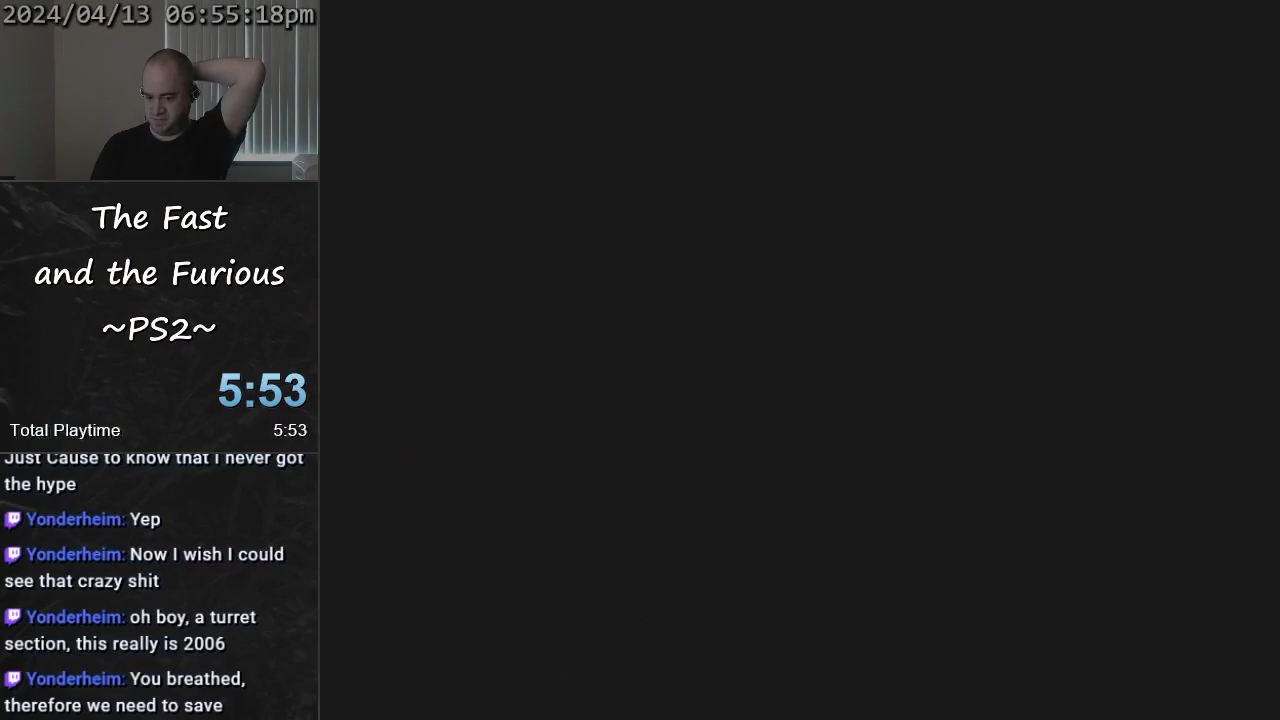 2024/04/13 06:55:18pm
The Fast
and the Furious
~PS2~
5:53
Total Playtime 5:53
Just Cause to know that I never got
the hype
Yonderheim: Yep
Yonderheim: Now I wish I could
see that crazy shit
Yonderheim: oh boy, a turret
section, this really is 2006
Yonderheim: You breathed,
therefore we need to save